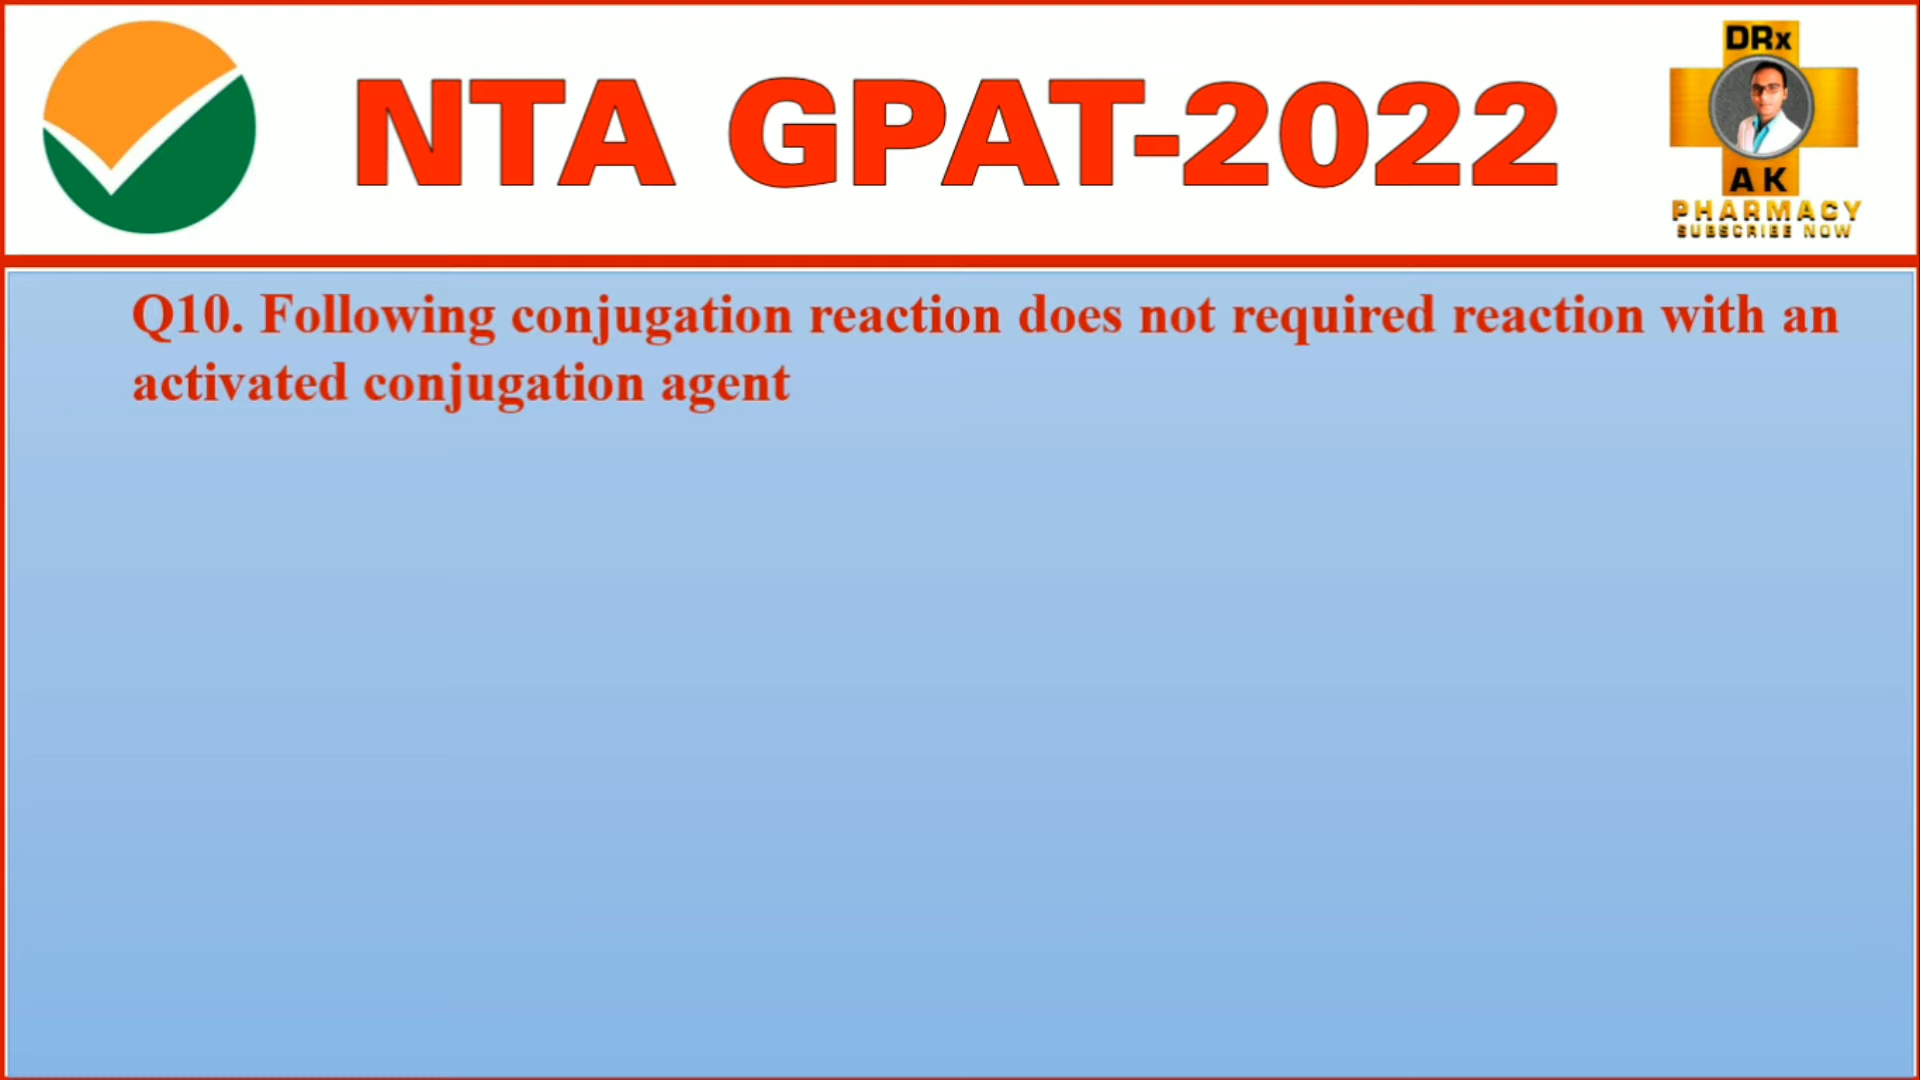 NTA GPAT-2022
DRx
AK
PHARMACY
SUBSCRIBE NOW
Q10. Following conjugation reaction does not required reaction with an
activated conjugation agent